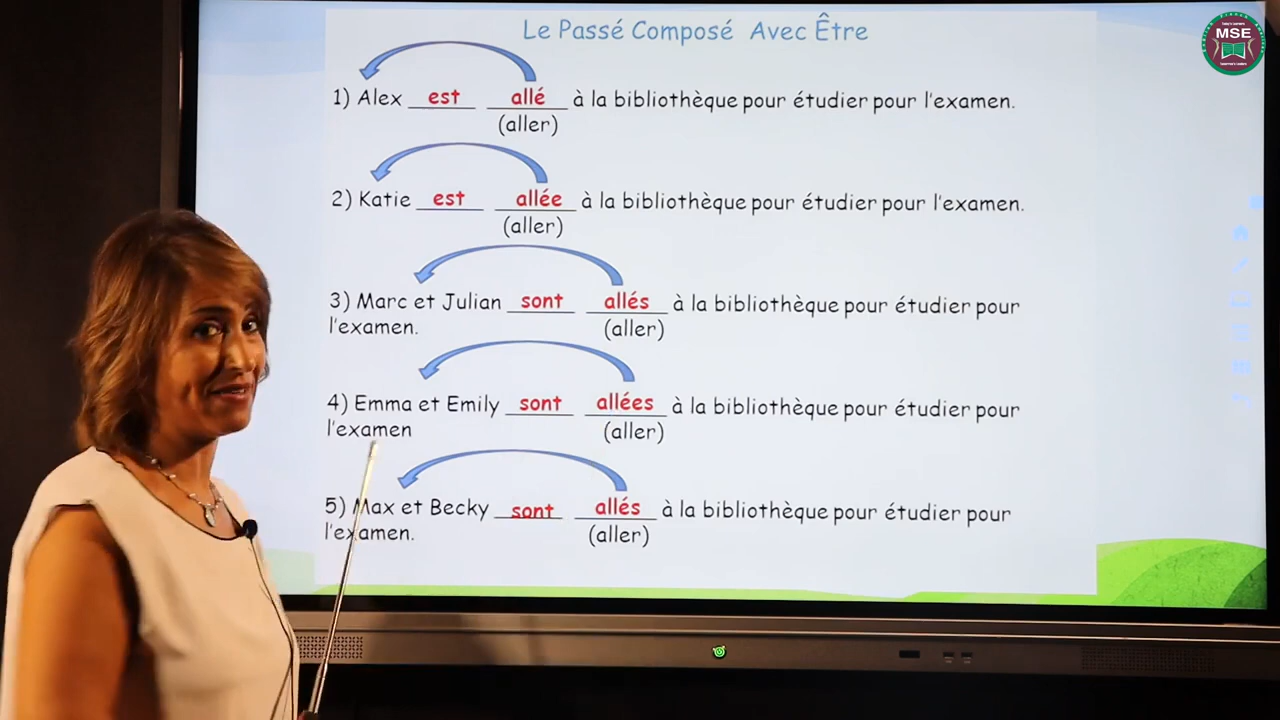 Le Passé Composé Avec Être
1) Alex est allé à la bibliothèque pour étudier pour l'examen.
(aller)
2) Katie est allée à la bibliothèque pour étudier pour l'examen.
(aller)
3) Marc et Julian sont allés à la bibliothèque pour étudier pour
l'examen. (aller)
4) Emma et Emily sont allées à la bibliothèque pour étudier pour
l'examen (aller)
5) Max et Becky sont allés à la bibliothèque pour étudier pour
l'examen. (aller)
MSE